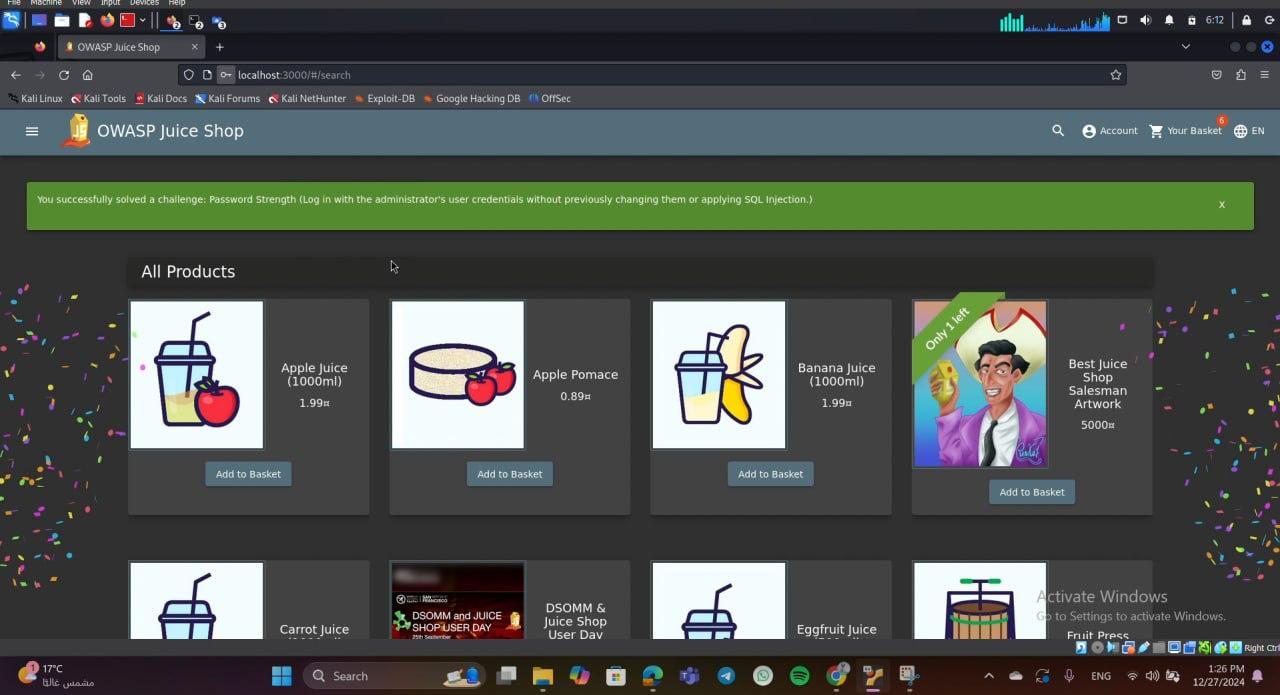 File Machine View Input Devices Help
6:12
OWASP Juice Shop
localhost:3000/#/search
Kali Linux Kali Tools Kali Docs Kali Forums Kali NetHunter Exploit-DB Google Hacking DB OffSec
OWASP Juice Shop
Account
Your Basket
6
EN
You successfully solved a challenge: Password Strength (Log in with the administrator's user credentials without previously changing them or applying SQL Injection.)
X
All Products
Apple Juice
(1000ml)
1.99¤
Add to Basket
Apple Pomace
0.89¤
Add to Basket
Banana Juice
(1000ml)
1.99¤
Add to Basket
Only 1 left
Best Juice
Shop
Salesman
Artwork
5000¤
Add to Basket
Carrot Juice
DSOMM and JUICE
SHOP USER DAY
25th September
DSOMM &
Juice Shop
User Day
Eggfruit Juice
Fruit Press
Activate Windows
Go to Settings to activate Windows.
Right Ctrl
1
17°C
مشمس غالبًا
Search
ENG
1:26 PM
12/27/2024